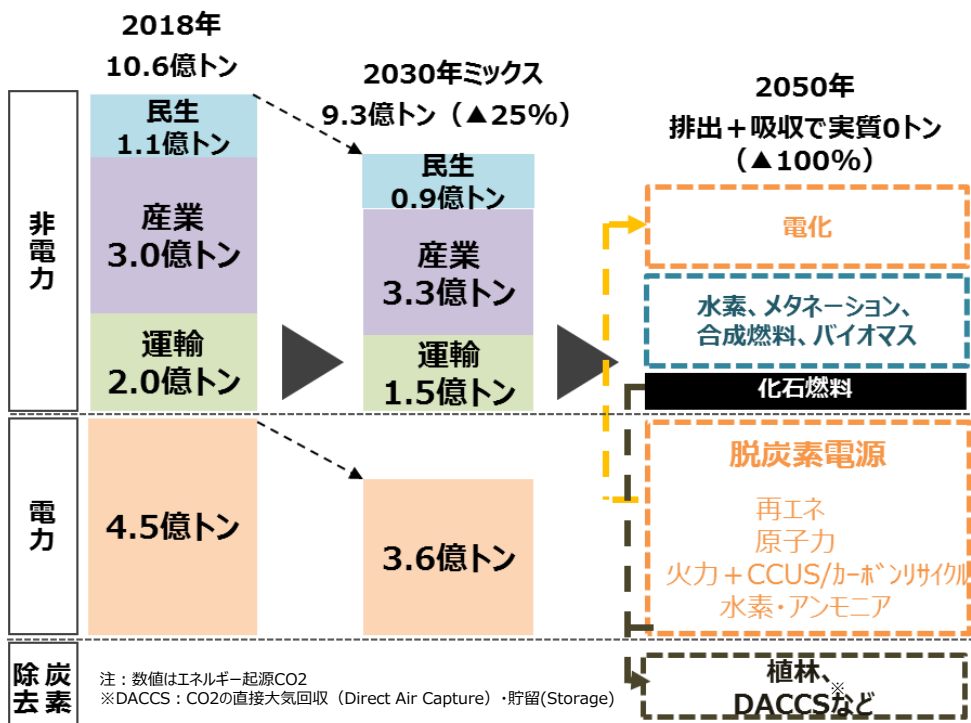 2018年
10.6億トン
2030年ミックス
9.3億トン（▲25%）
2050年
排出＋吸収で実質0トン
（▲100%）
非電力
民生
1.1億トン
産業
3.0億トン
運輸
2.0億トン
民生
0.9億トン
産業
3.3億トン
運輸
1.5億トン
電化
水素、メタネーション、
合成燃料、バイオマス
化石燃料
電力
4.5億トン
3.6億トン
脱炭素電源
再エネ
原子力
火力＋CCUS/ｶｰﾎﾞﾝﾘｻｲｸﾙ
水素・アンモニア
炭素
除去
注：数値はエネルギー起源CO2
※DACCS：CO2の直接大気回収（Direct Air Capture）・貯留(Storage)
植林、
※
DACCSなど